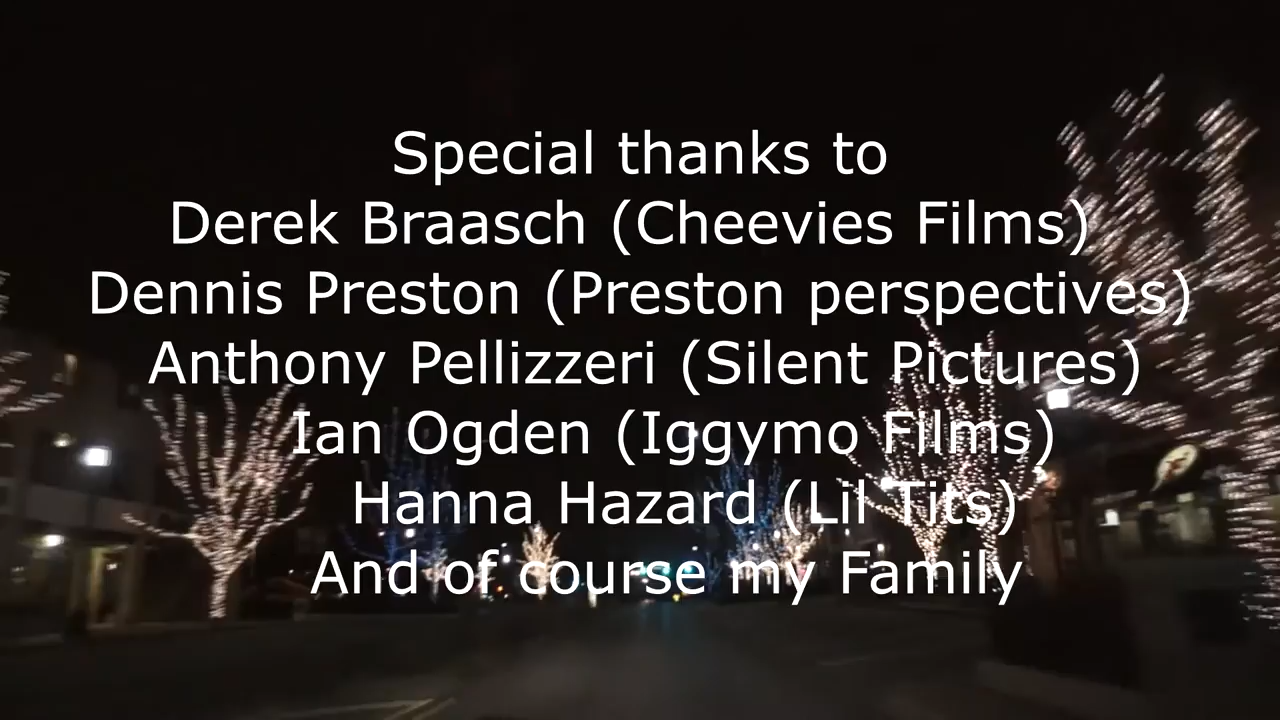 Special thanks to
Derek Braasch (Cheevies Films)
Dennis Preston (Preston perspectives)
Anthony Pellizzeri (Silent Pictures)
Ian Ogden (Iggymo Films)
Hanna Hazard (Lil Tits)
And of course my Family